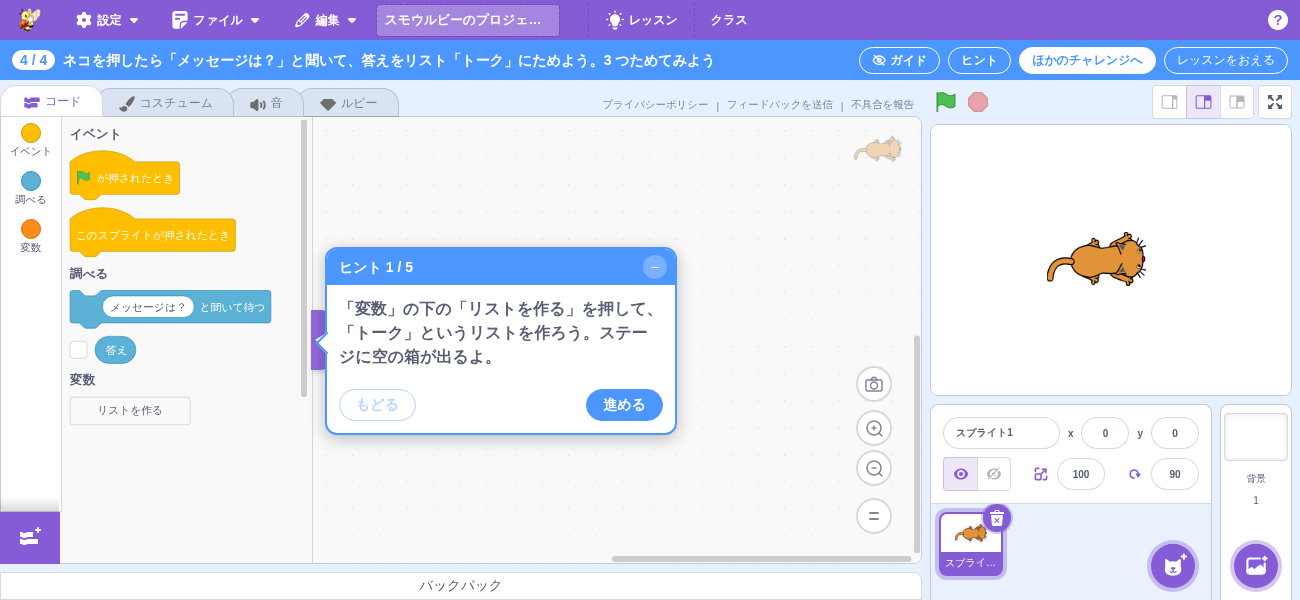 設定
ファイル
編集
スモウルビーのプロジェ...
レッスン
クラス
?
4 / 4
ネコを押したら「メッセージは？」と聞いて、答えをリスト「トーク」にためよう。3 つためてみよう
ガイド
ヒント
ほかのチャレンジへ
レッスンをおえる
コード
コスチューム
音
ルビー
プライバシーポリシー | フィードバックを送信 | 不具合を報告
イベント
調べる
変数
イベント
が押されたとき
このスプライトが押されたとき
調べる
メッセージは？ と聞いて待つ
答え
変数
リストを作る
ヒント 1 / 5
「変数」の下の「リストを作る」を押して、
「トーク」というリストを作ろう。ステー
ジに空の箱が出るよ。
もどる
進める
バックパック
スプライト1
x
0
y
0
100
90
スプライ...
背景
1